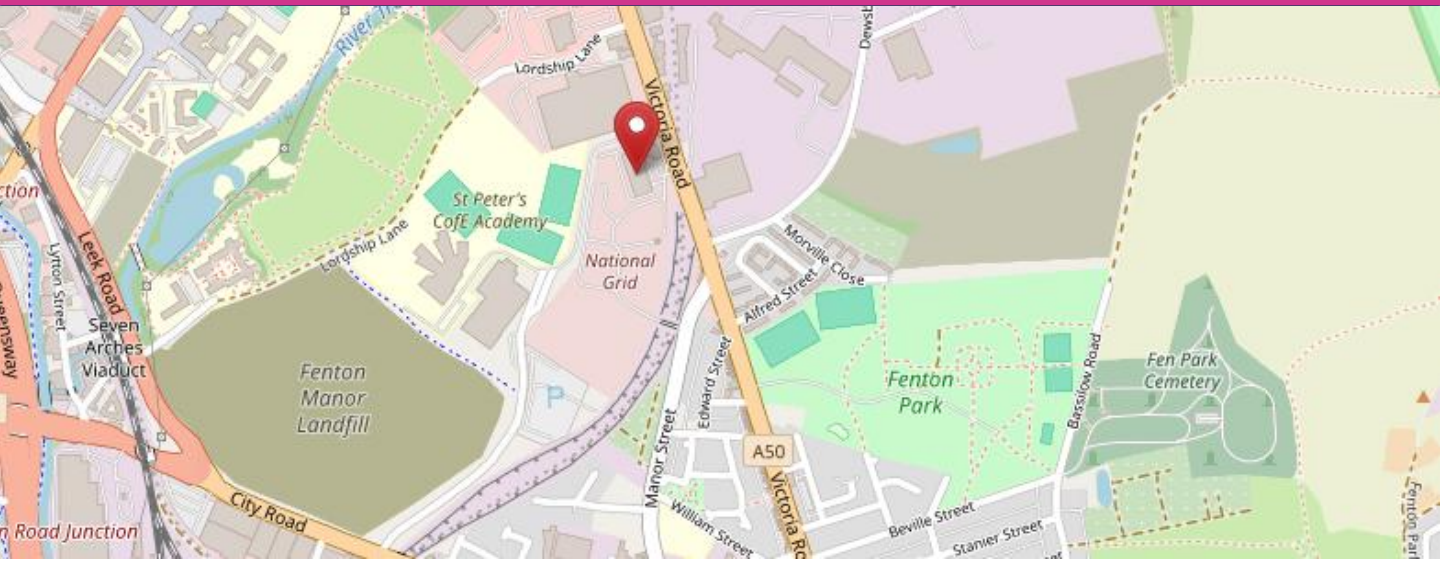 River Tre
Dewsb
Lordship Lane
Victoria Road
ction
St Peter's
CofE Academy
Lordship Lane
Leek Road
Lytton Street
National
Grid
Morville Close
Alfred Street
Queensway
Seven
Arches
Viaduct
Fenton
Manor
Landfill
P
Edward Street
Fenton
Park
Bassilow Road
Fen Park
Cemetery
Manor Street
A50
Victoria Ro
City Road
William Street
Beville Street
Stanier Street
n Road Junction
Fenton Par